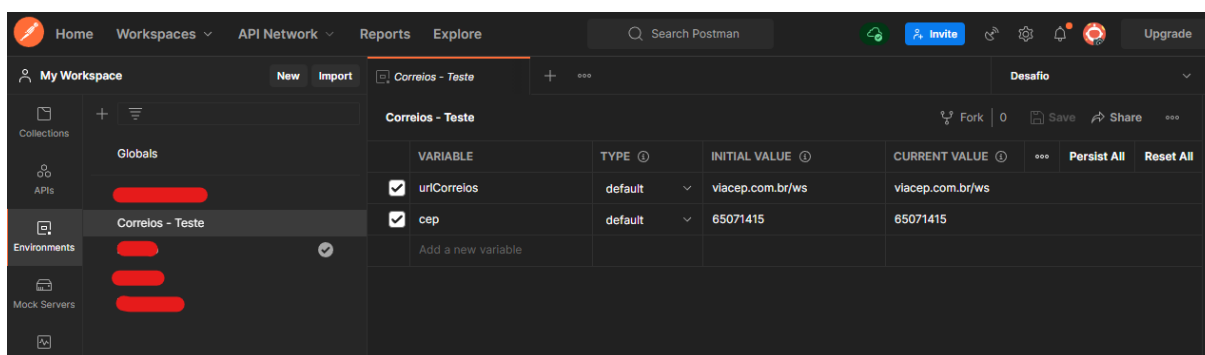 Home Workspaces API Network Reports Explore Search Postman Invite Upgrade
My Workspace New Import Correios - Teste Desafio
Collections
APIs
Environments
Mock Servers
Globals
Correios - Teste
Correios - Teste Fork 0 Save Share
VARIABLE TYPE INITIAL VALUE CURRENT VALUE Persist All Reset All
urlCorreios default viacep.com.br/ws viacep.com.br/ws
cep default 65071415 65071415
Add a new variable